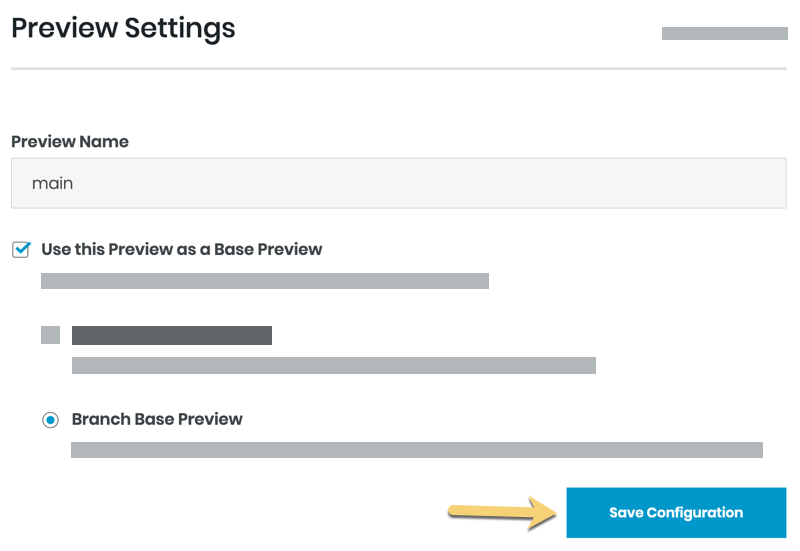 Preview Settings
Preview Name
main
Use this Preview as a Base Preview
Branch Base Preview
Save Configuration